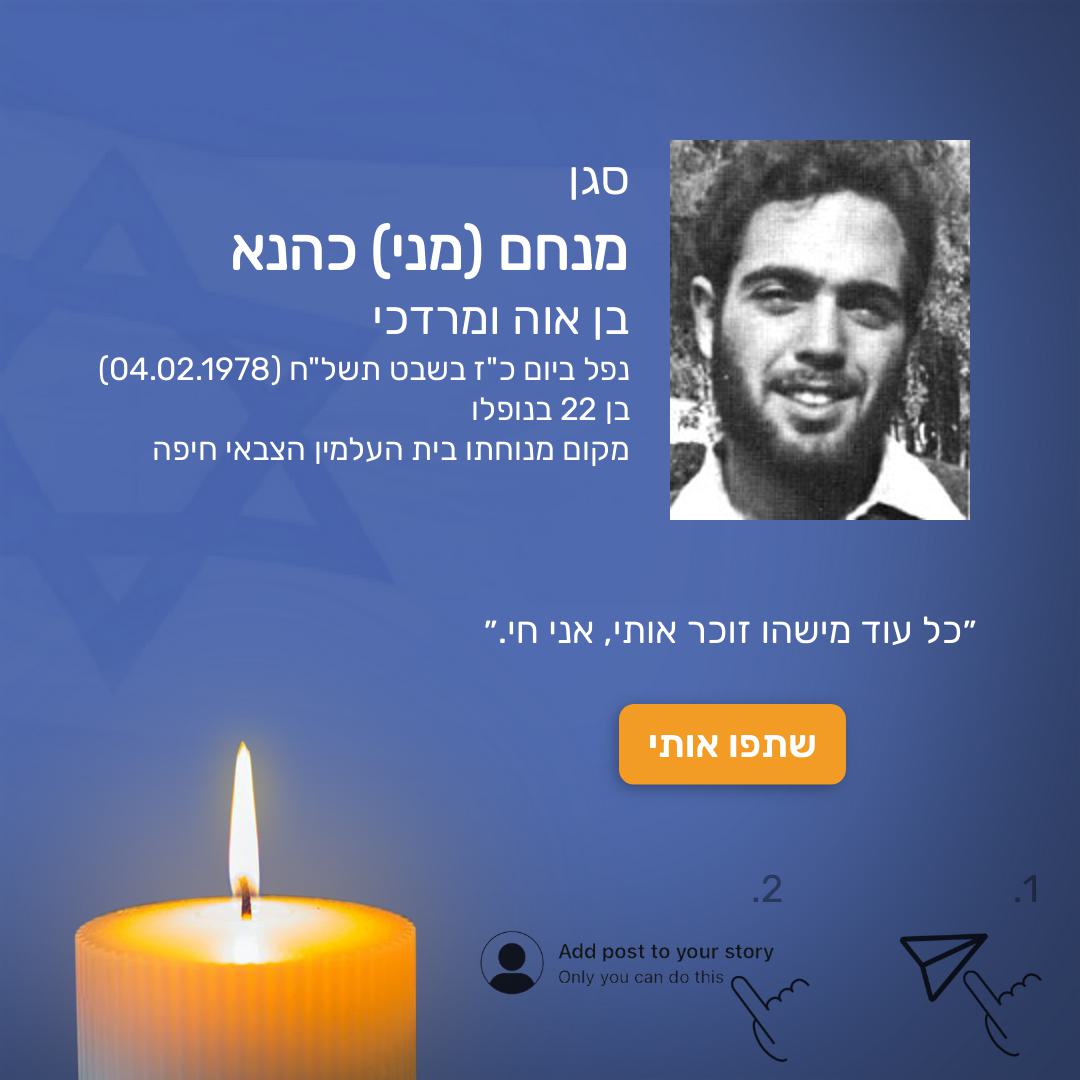 סגן
מנחם (מני) כהנא
בן אוה ומרדכי
נפל ביום כ"ז בשבט תשל"ח (04.02.1978)
בן 22 בנופלו
מקום מנוחתו בית העלמין הצבאי חיפה
״כל עוד מישהו זוכר אותי, אני חי.״
שתפו אותי
1.
2.
Add post to your story
Only you can do this